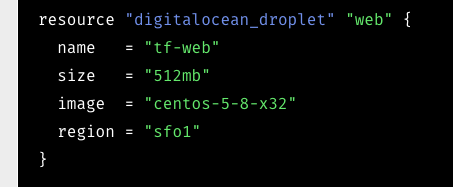 resource "digitalocean_droplet" "web" {
  name   = "tf-web"
  size   = "512mb"
  image  = "centos-5-8-x32"
  region = "sfo1"
}